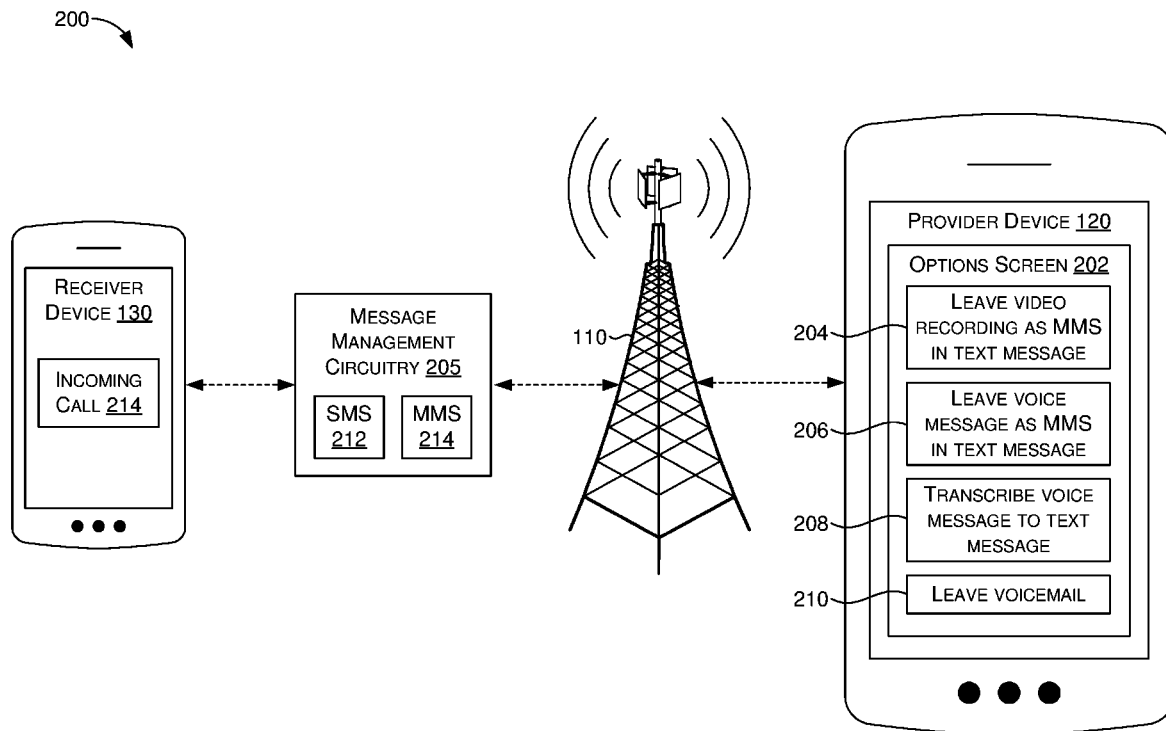 200
RECEIVER
DEVICE 130
INCOMING
CALL 214
MESSAGE
MANAGEMENT
CIRCUITRY 205
SMS
212
MMS
214
110
PROVIDER DEVICE 120
OPTIONS SCREEN 202
204
LEAVE VIDEO
RECORDING AS MMS
IN TEXT MESSAGE
206
LEAVE VOICE
MESSAGE AS MMS
IN TEXT MESSAGE
208
TRANSCRIBE VOICE
MESSAGE TO TEXT
MESSAGE
210
LEAVE VOICEMAIL